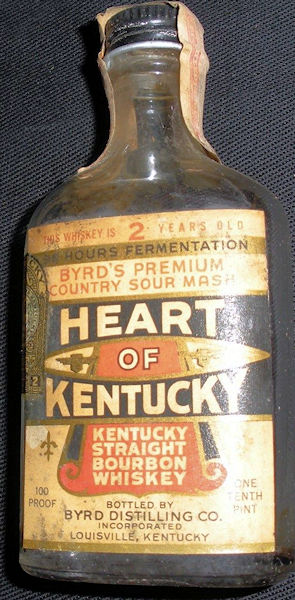 THIS WHISKEY IS 2 YEARS OLD
HOURS FERMENTATION
BYRD'S PREMIUM
COUNTRY SOUR MASH
HEART
OF
KENTUCKY
KENTUCKY
STRAIGHT
BOURBON
WHISKEY
100
PROOF
ONE
TENTH
PINT
BOTTLED BY
BYRD DISTILLING CO.
INCORPORATED
LOUISVILLE, KENTUCKY